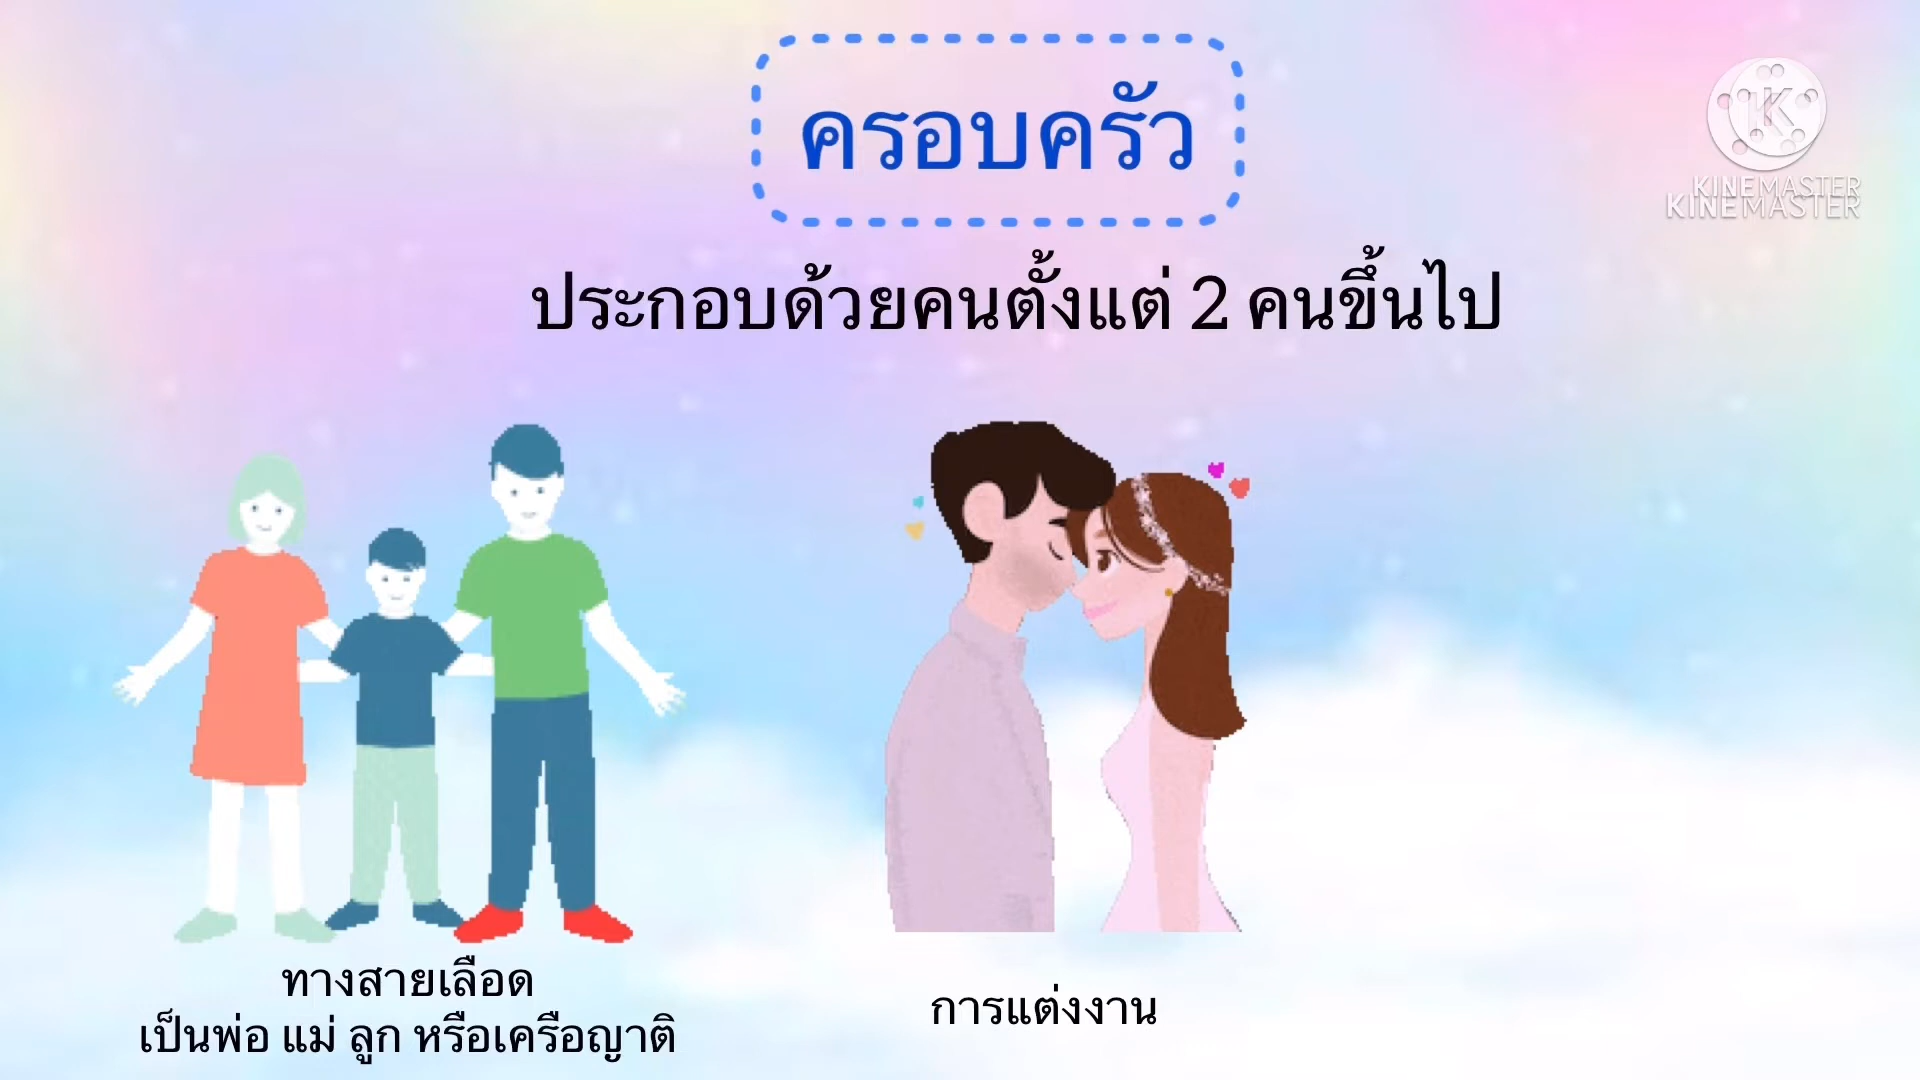 ครอบครัว
ประกอบด้วยคนตั้งแต่ 2 คนขึ้นไป
KINEMASTER
KINEMASTER
ทางสายเลือด
เป็นพ่อ แม่ ลูก หรือเครือญาติ
การแต่งงาน